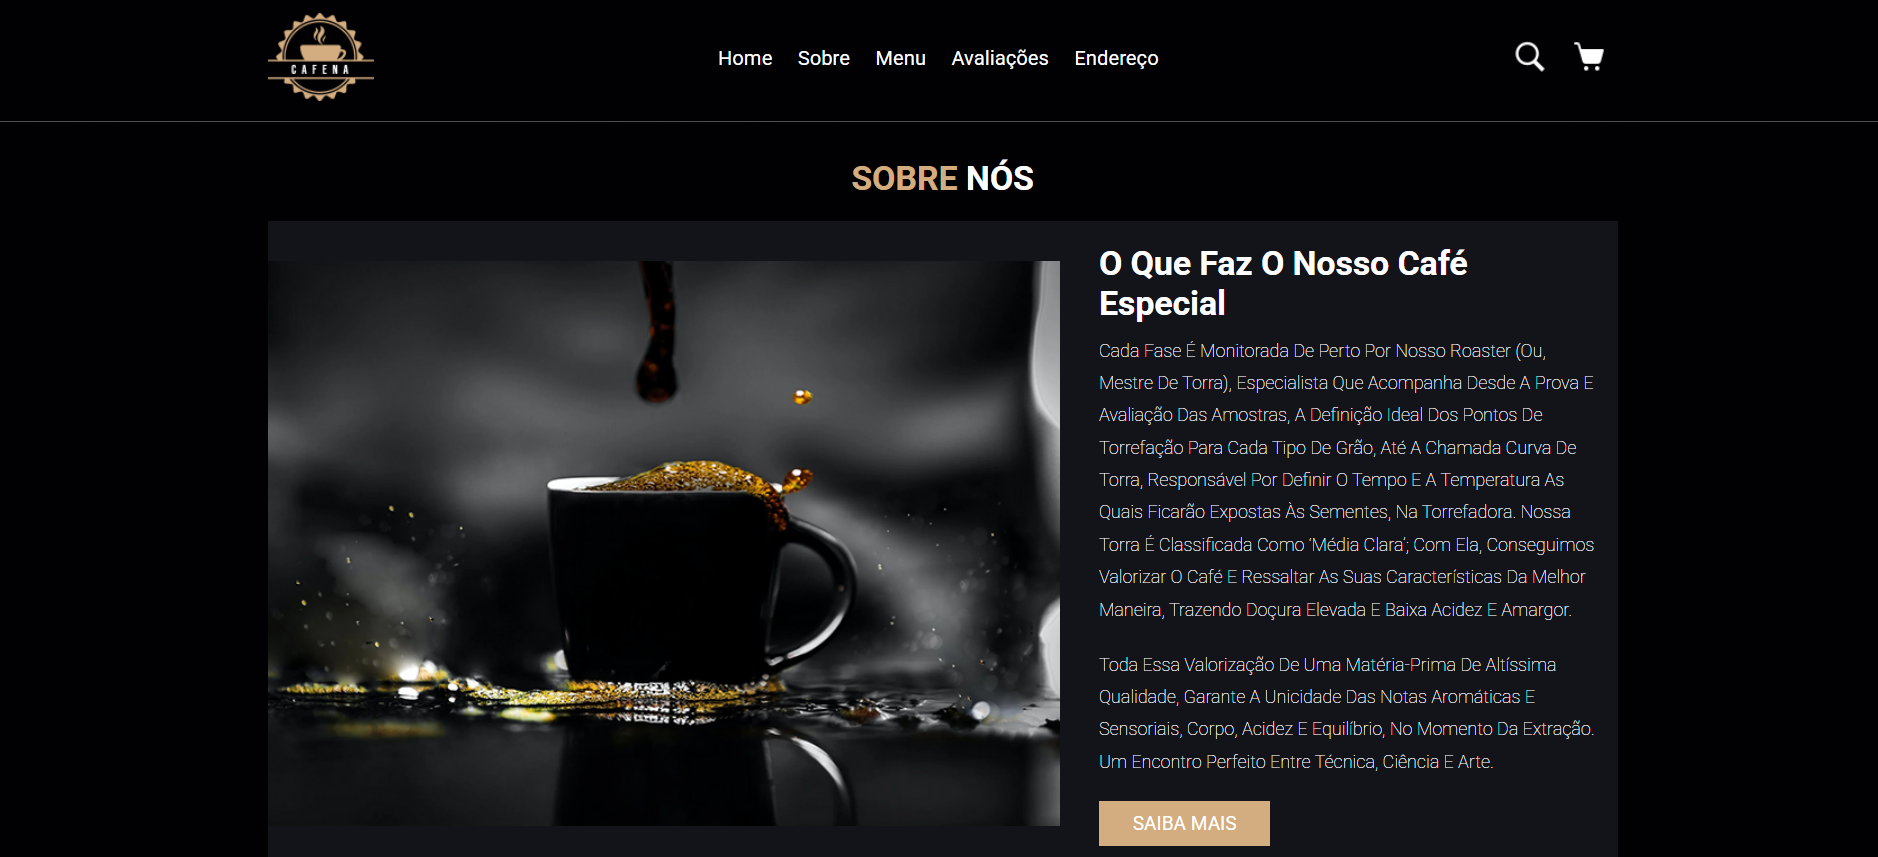 CAFENA
Home Sobre Menu Avaliações Endereço
SOBRE NÓS
O Que Faz O Nosso Café
Especial
Cada Fase É Monitorada De Perto Por Nosso Roaster (Ou,
Mestre De Torra), Especialista Que Acompanha Desde A Prova E
Avaliação Das Amostras, A Definição Ideal Dos Pontos De
Torrefação Para Cada Tipo De Grão, Até A Chamada Curva De
Torra, Responsável Por Definir O Tempo E A Temperatura As
Quais Ficarão Expostas Às Sementes, Na Torrefadora. Nossa
Torra É Classificada Como ‘Média Clara’; Com Ela, Conseguimos
Valorizar O Café E Ressaltar As Suas Características Da Melhor
Maneira, Trazendo Doçura Elevada E Baixa Acidez E Amargor.
Toda Essa Valorização De Uma Matéria-Prima De Altíssima
Qualidade, Garante A Unicidade Das Notas Aromáticas E
Sensoriais, Corpo, Acidez E Equilíbrio, No Momento Da Extração.
Um Encontro Perfeito Entre Técnica, Ciência E Arte.
SAIBA MAIS